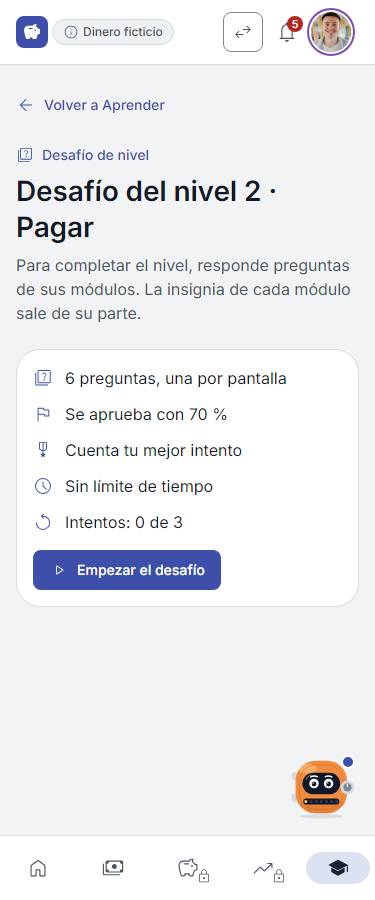 Dinero ficticio
5
Volver a Aprender
Desafío de nivel
Desafío del nivel 2 ·
Pagar
Para completar el nivel, responde preguntas
de sus módulos. La insignia de cada módulo
sale de su parte.
6 preguntas, una por pantalla
Se aprueba con 70 %
Cuenta tu mejor intento
Sin límite de tiempo
Intentos: 0 de 3
Empezar el desafío